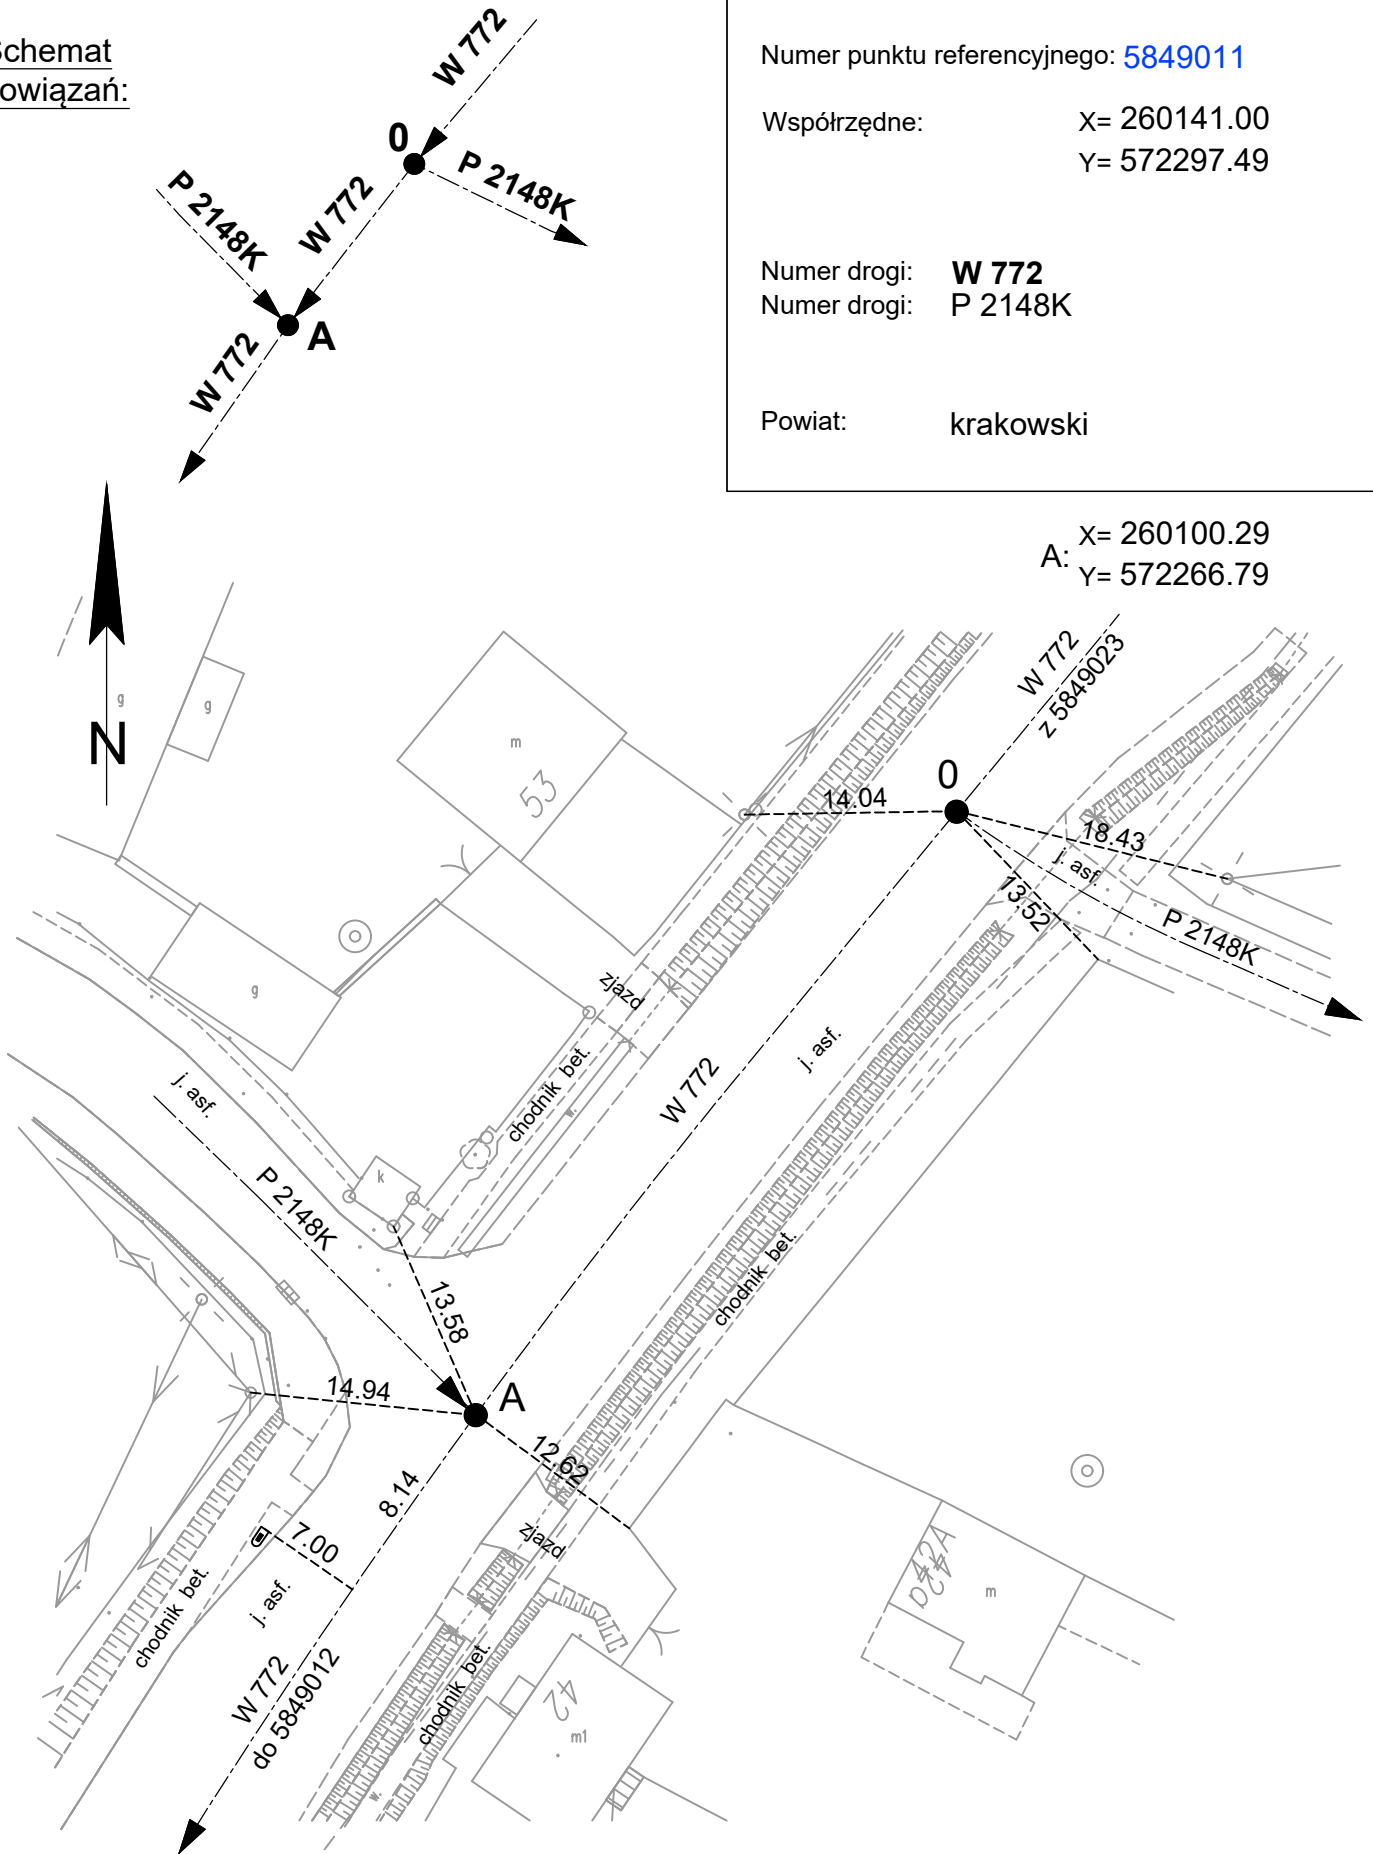 Schemat
powiązań:
W 772
0
P 2148K
W 772
P 2148K
A
W 772
Numer punktu referencyjnego: 5849011
Współrzędne: X= 260141.00
Y= 572297.49
Numer drogi: W 772
Numer drogi: P 2148K
Powiat: krakowski
A: X= 260100.29
Y= 572266.79
N
g
g
m
53
W 772
z 5849023
0
14.04
18.43
j. asf.
13.52
P 2148K
g
zjazd
j. asf.
chodnik bet.
w.
W 772
j. asf.
k
P 2148K
13.58
chodnik bet.
14.94
A
12.62
8.14
7.00
zjazd
j. asf.
chodnik bet.
42A
42a
m
W 772
do 5849012
chodnik bet.
42
m1
w.